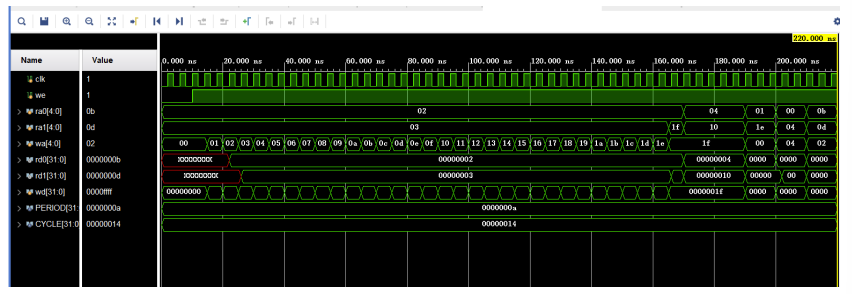 220.000 ns
Name Value 0.000 ns 20.000 ns 40.000 ns 60.000 ns 80.000 ns 100.000 ns 120.000 ns 140.000 ns 160.000 ns 180.000 ns 200.000 ns
clk 1
we 1
ra0[4:0] 0b 02 04 01 00 0b
ra1[4:0] 0d 03 1f 10 1e 04 0d
wa[4:0] 02 00 01 02 03 04 05 06 07 08 09 0a 0b 0c 0d 0e 0f 10 11 12 13 14 15 16 17 18 19 1a 1b 1c 1d 1e 1f 00 04 02
rd0[31:0] 0000000b XXXXXXXX 00000002 00000004 0000 0000 0000
rd1[31:0] 0000000d XXXXXXXX 00000003 00000010 00000 00 0000
wd[31:0] 0000ffff 00000000 0000001f 0000 0000 0000
PERIOD[31: 0000000a 0000000a
CYCLE[31:0 00000014 00000014